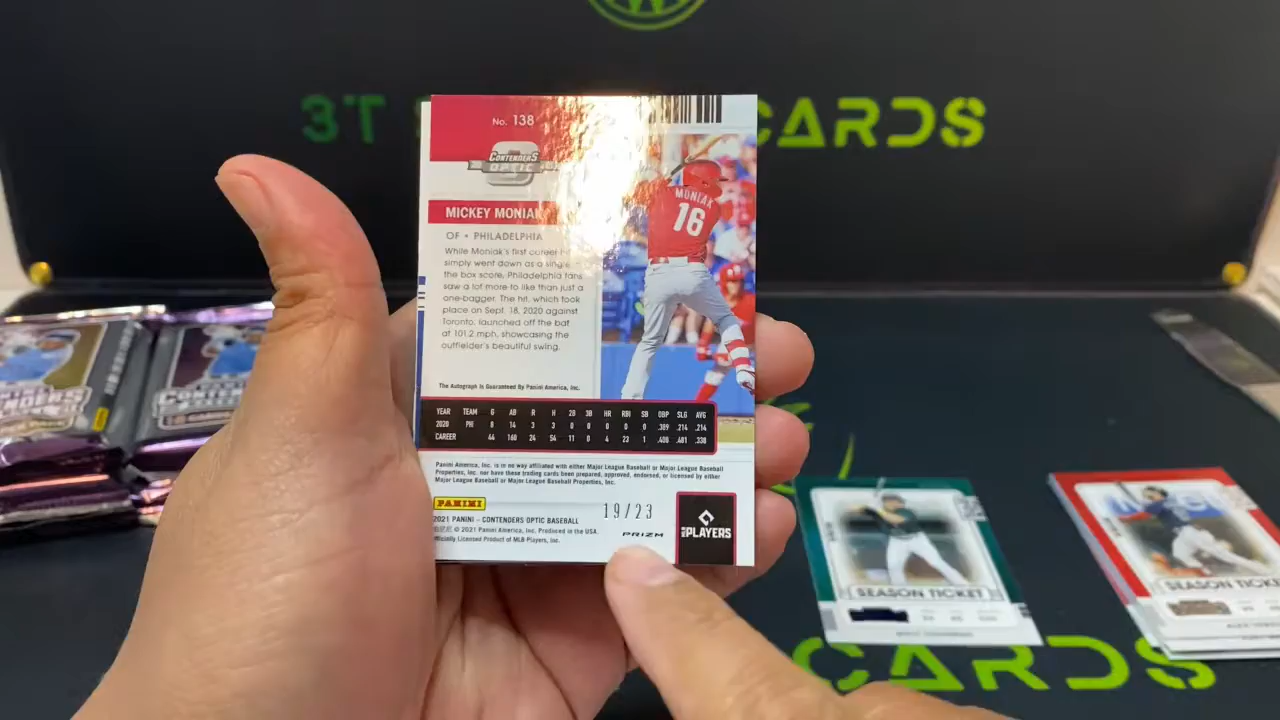 3T CARDS
No. 138
CONTENDERS
OPTIC
MICKEY MONIAK
OF • PHILADELPHIA
While Moniak's first career hit
simply went down as a single in
the box score, Philadelphia fans
saw a lot more to like than just a
one-bagger. The hit, which took
place on Sept. 18, 2020 against
Toronto, launched off the bat
at 101.2 mph, showcasing the
outfielder's beautiful swing.
MONIAK
16
The Autograph is Guaranteed By Panini America, Inc.
YEAR TEAM G AB R H 2B 3B HR RBI SB OBP SLG AVG
2020 PHI 8 14 3 3 0 0 0 0 0 .389 .214 .214
CAREER 44 160 24 54 11 0 4 23 1 .408 .481 .338
Panini America, Inc. is in no way affiliated with either Major League Baseball or Major League Baseball
Properties, Inc. nor have these trading cards been prepared, approved, endorsed, or licensed by either
Major League Baseball or Major League Baseball Properties, Inc.
PANINI
2021 PANINI – CONTENDERS OPTIC BASEBALL
© 2021 Panini America, Inc. Produced in the USA.
Officially Licensed Product of MLB Players, Inc.
19/23
PRIZM
PLAYERS
SEASON TICKET
SEASON TICKE
CARDS